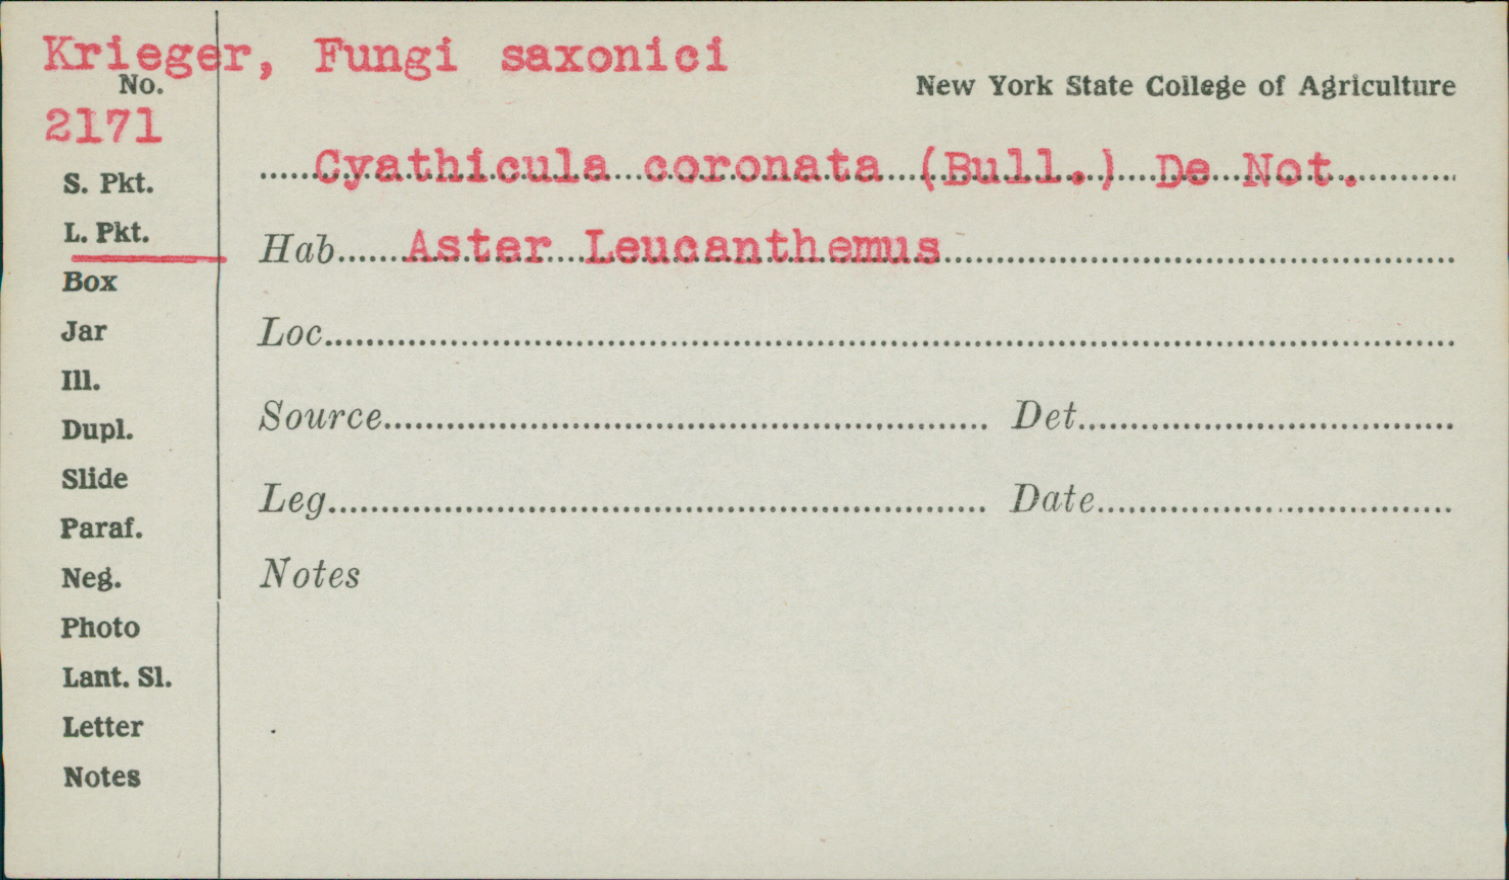 Krieger, Fungi saxonici
No.
2171
New York State College of Agriculture
Cyathicula coronata (Bull.) De Not.
S. Pkt.
L. Pkt.
Hab. Aster Leucanthemus
Box
Jar
Loc.
Ill.
Dupl.
Source Det.
Slide
Leg. Date
Paraf.
Neg.
Notes
Photo
Lant. Sl.
Letter
Notes